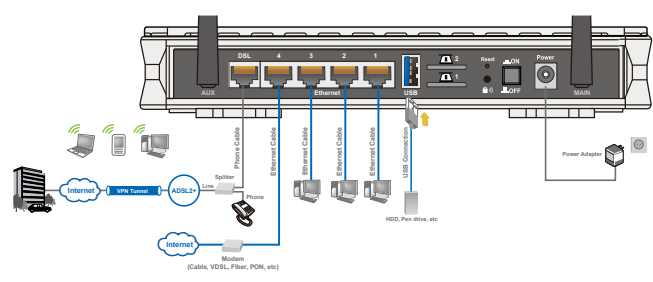 DSL 4 3 2 1 2 Reset ON Power
1
AUX Ethernet USB OFF MAIN
Phone Cable
Ethernet Cable
Ethernet Cable
Ethernet Cable
Ethernet Cable
USB Connection
Power Adapter
Splitter
Line
Internet
VPN Tunnel
ADSL2+
Phone
HDD, Pen drive, etc
Internet
Modem
(Cable, VDSL, Fiber, PON, etc)